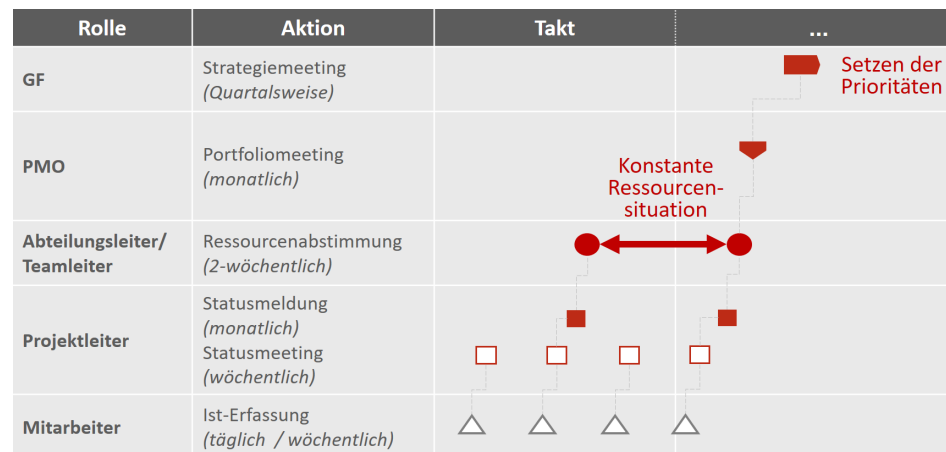 Rolle
Aktion
Takt
...
GF
Strategiemeeting
(Quartalsweise)
Setzen der
Prioritäten
PMO
Portfoliomeeting
(monatlich)
Konstante
Ressourcen-
situation
Abteilungsleiter/
Teamleiter
Ressourcenabstimmung
(2-wöchentlich)
Projektleiter
Statusmeldung
(monatlich)
Statusmeeting
(wöchentlich)
Mitarbeiter
Ist-Erfassung
(täglich / wöchentlich)